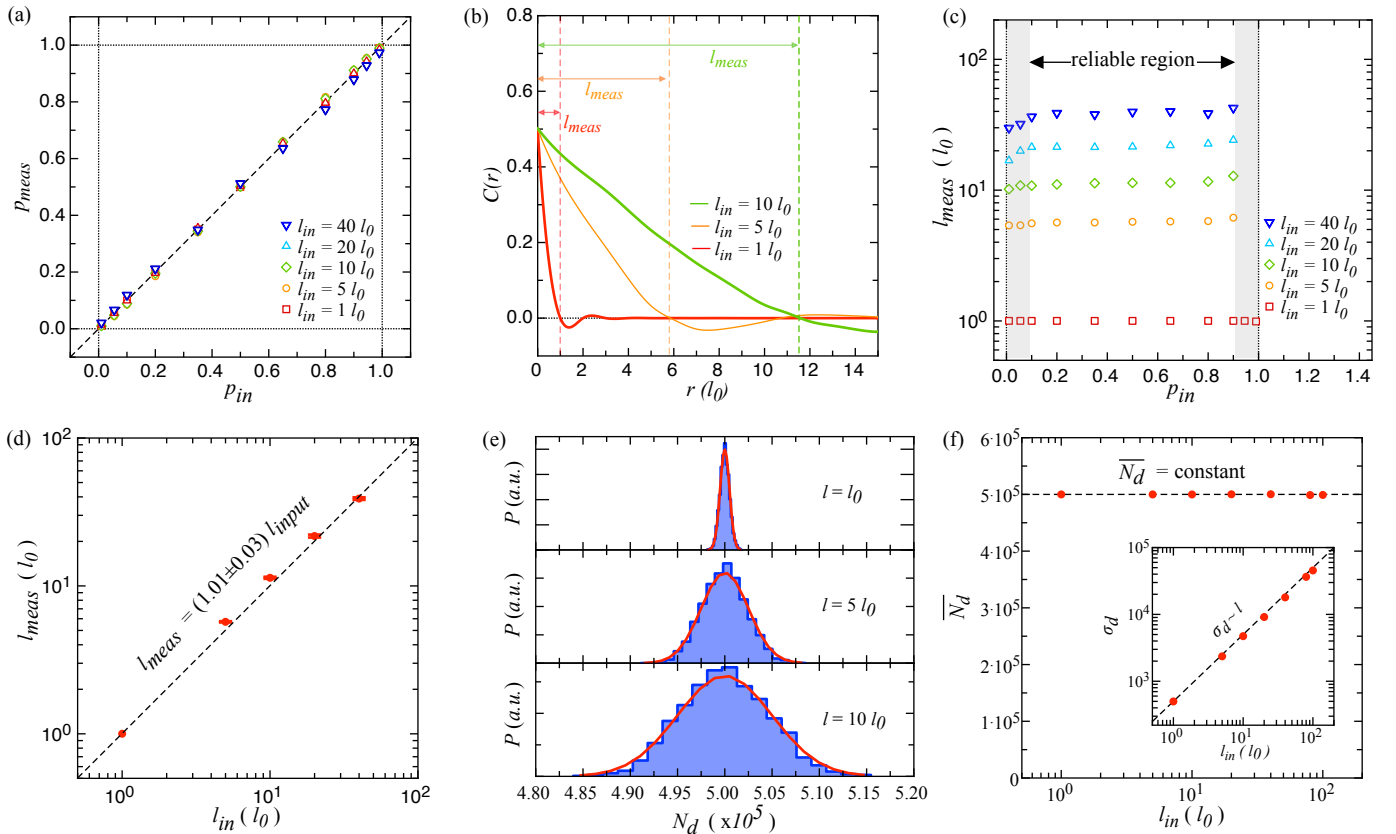 (a)
1.0
0.8
0.6
0.4
0.2
0.0
p_meas
l_in = 40 l_0
l_in = 20 l_0
l_in = 10 l_0
l_in = 5 l_0
l_in = 1 l_0
0.0 0.2 0.4 0.6 0.8 1.0
p_in
(b)
0.8
0.6
0.4
0.2
0.0
C(r)
l_meas
l_meas
l_meas
l_in = 10 l_0
l_in = 5 l_0
l_in = 1 l_0
0 2 4 6 8 10 12 14
r (l_0)
(c)
10^2
10^1
10^0
l_meas (l_0)
reliable region
l_in = 40 l_0
l_in = 20 l_0
l_in = 10 l_0
l_in = 5 l_0
l_in = 1 l_0
0.0 0.2 0.4 0.6 0.8 1.0 1.2 1.4
p_in
(d)
10^2
10^1
10^0
l_meas (l_0)
l_meas = (1.01±0.03) l_input
10^0 10^1 10^2
l_in (l_0)
(e)
P (a.u.)
l = l_0
P (a.u.)
l = 5 l_0
P (a.u.)
l = 10 l_0
4.80 4.85 4.90 4.95 5.00 5.05 5.10 5.15 5.20
N_d (x10^5)
(f)
6·10^5
5·10^5
4·10^5
3·10^5
2·10^5
1·10^5
0
N̅_d
N̅_d = constant
10^5
10^4
10^3
σ_d
σ_d ~ l
10^0 10^1 10^2
l_in (l_0)
10^0 10^1 10^2
l_in (l_0)